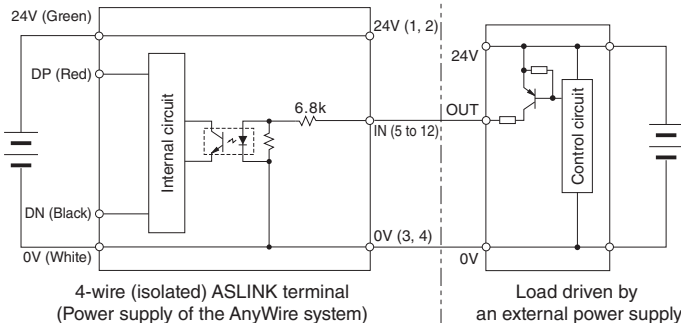 24V (Green)
24V (1, 2)
24V
DP (Red)
Internal circuit
6.8k
IN (5 to 12)
OUT
Control circuit
DN (Black)
0V (White)
0V (3, 4)
0V
4-wire (isolated) ASLINK terminal
(Power supply of the AnyWire system)
Load driven by
an external power supply